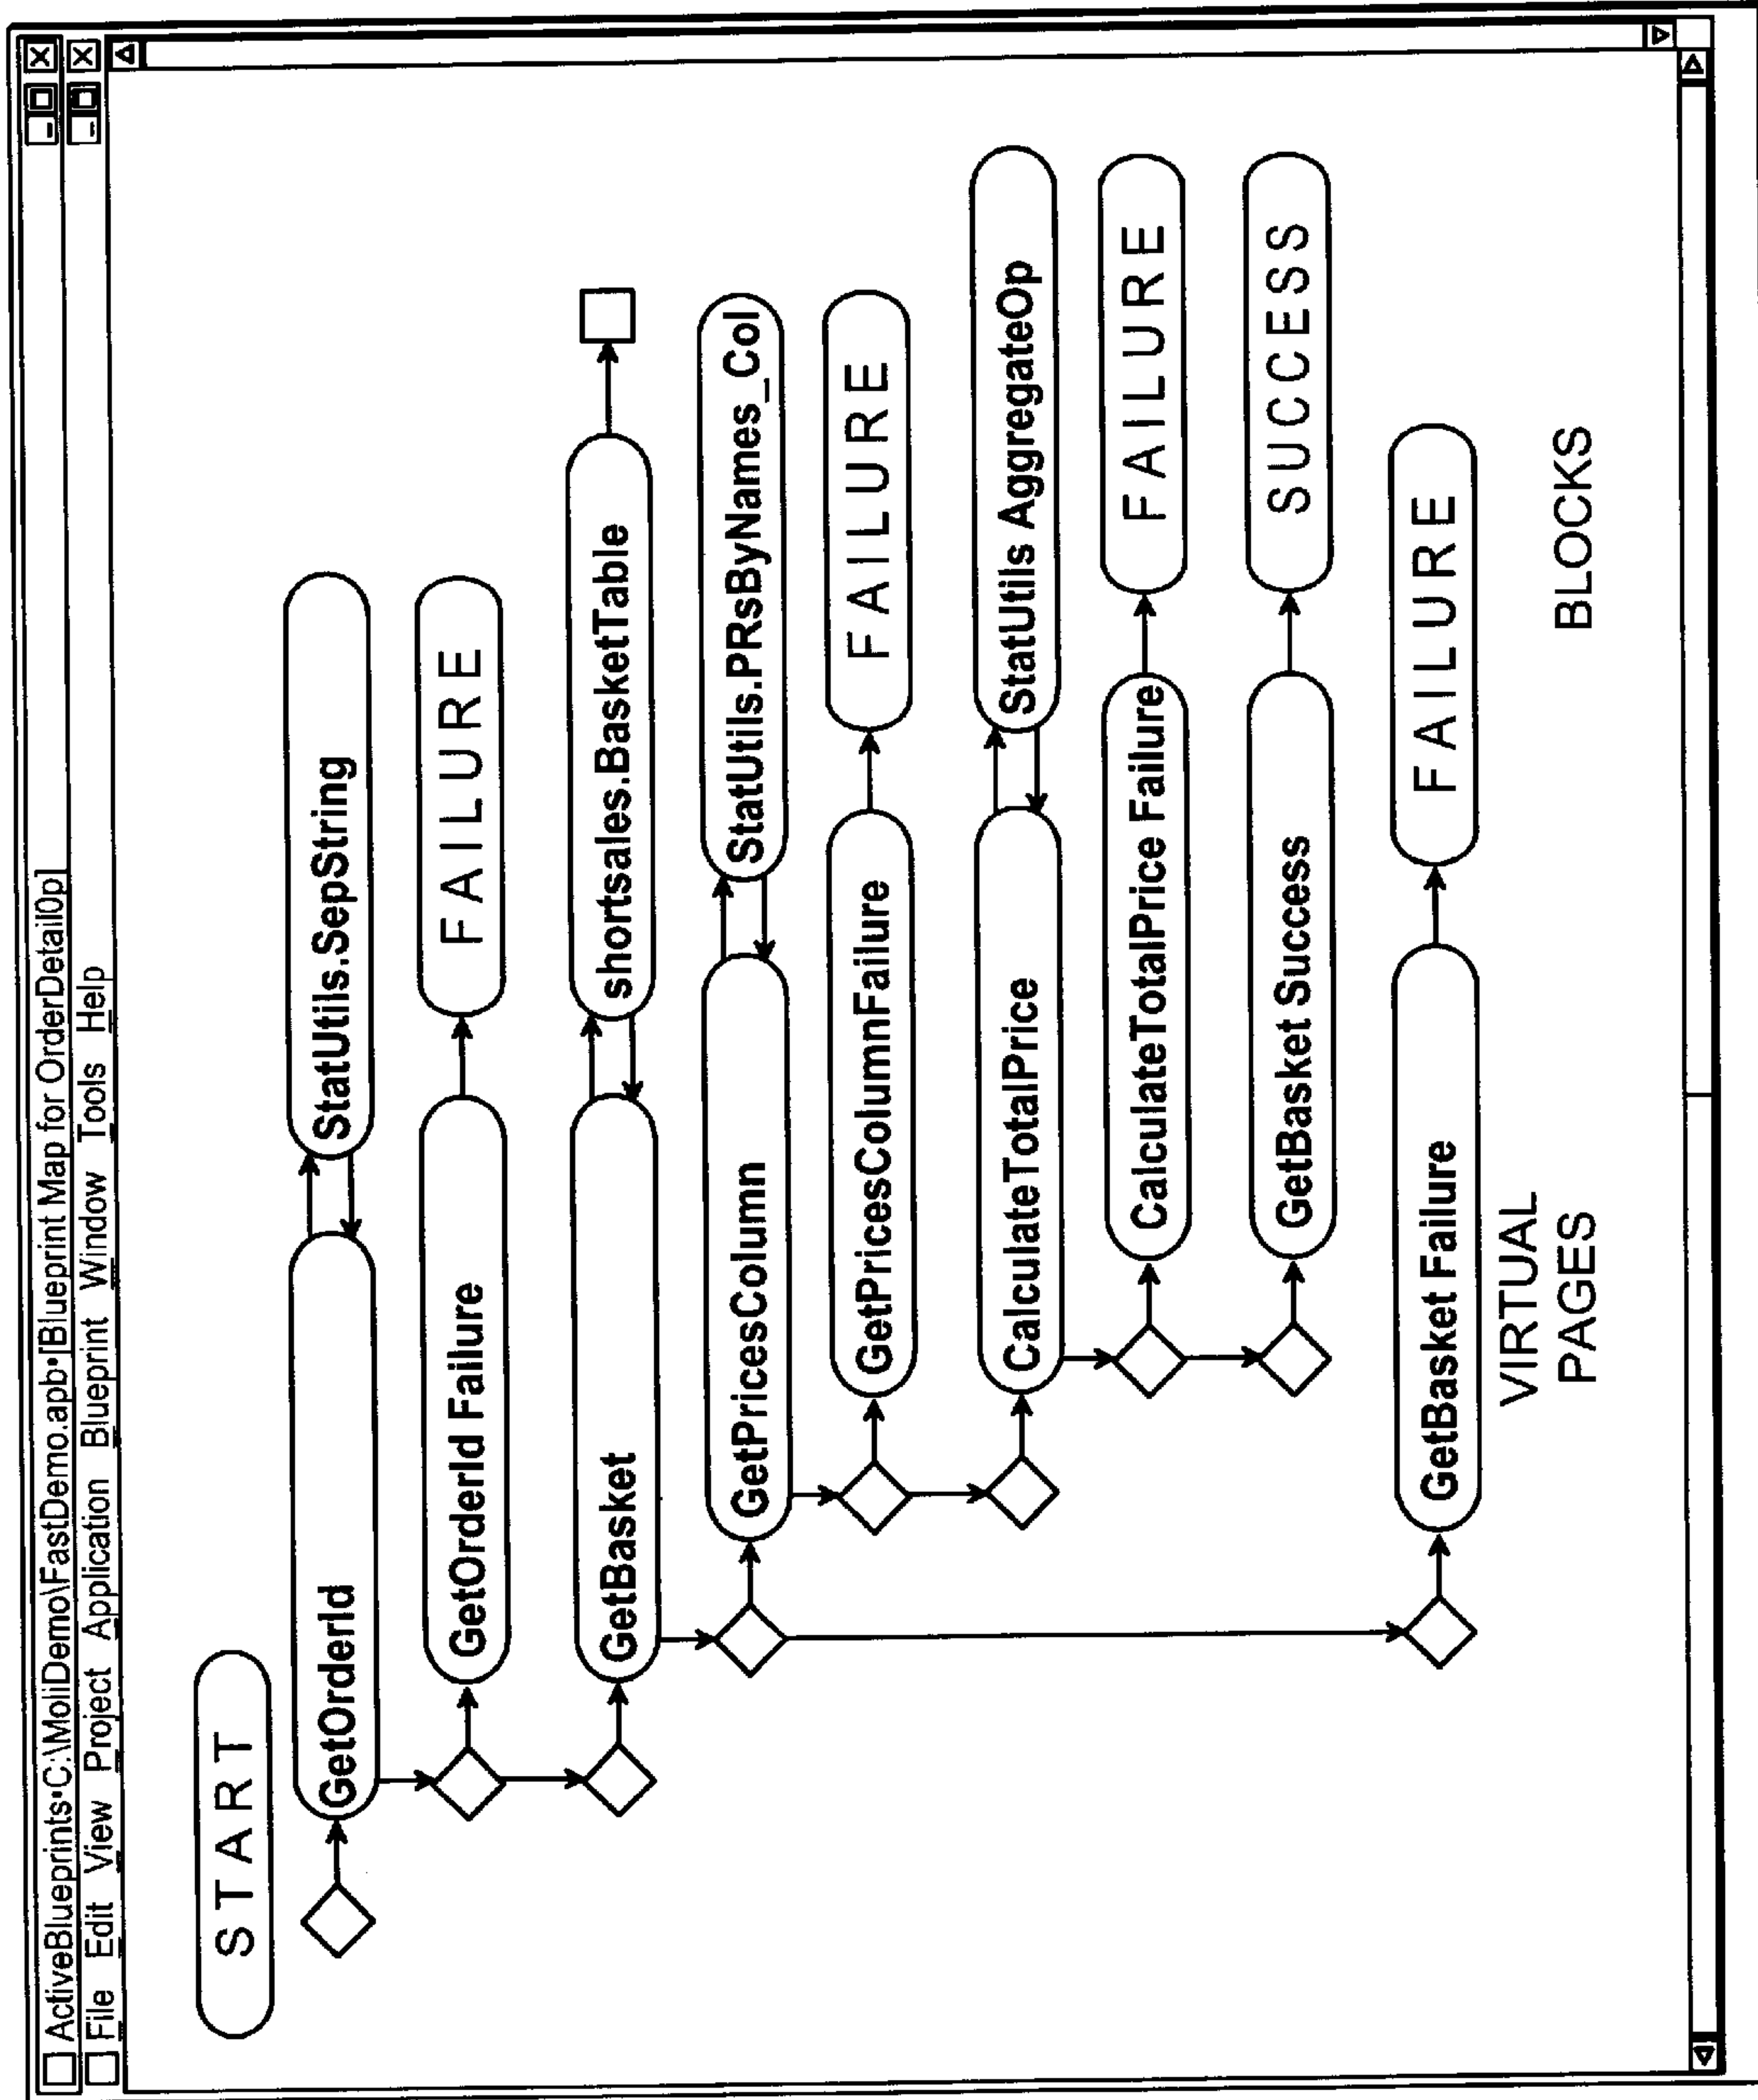 ActiveBlueprints•C:\MoliDemo\FastDemo.apb•[Blueprint Map for OrderDetailOp]
File Edit View Project Application Blueprint Window Tools Help
START
GetOrderId StatUtils.SepString
GetOrderId Failure FAILURE
GetBasket shortsales.BasketTable
GetPricesColumn StatUtils.PRsByNames_Col
GetPricesColumnFailure FAILURE
CalculateTotalPrice StatUtils AggregateOp
CalculateTotalPrice Failure FAILURE
GetBasket Success SUCCESS
GetBasket Failure FAILURE
VIRTUAL
PAGES BLOCKS